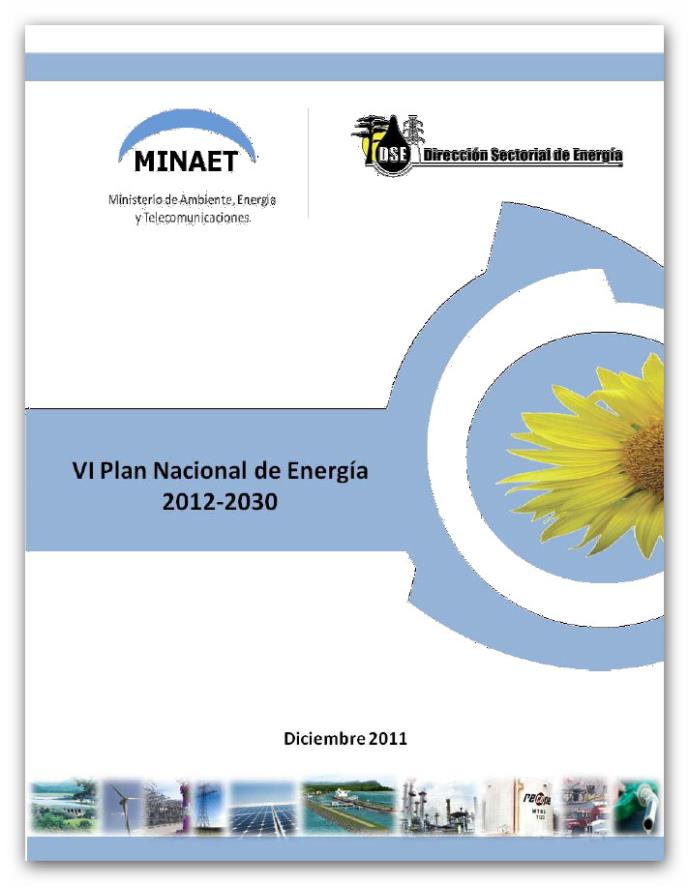 MINAET
Ministerio de Ambiente, Energía
y Telecomunicaciones.
DSE Dirección Sectorial de Energía
VI Plan Nacional de Energía
2012-2030
Diciembre 2011
recope